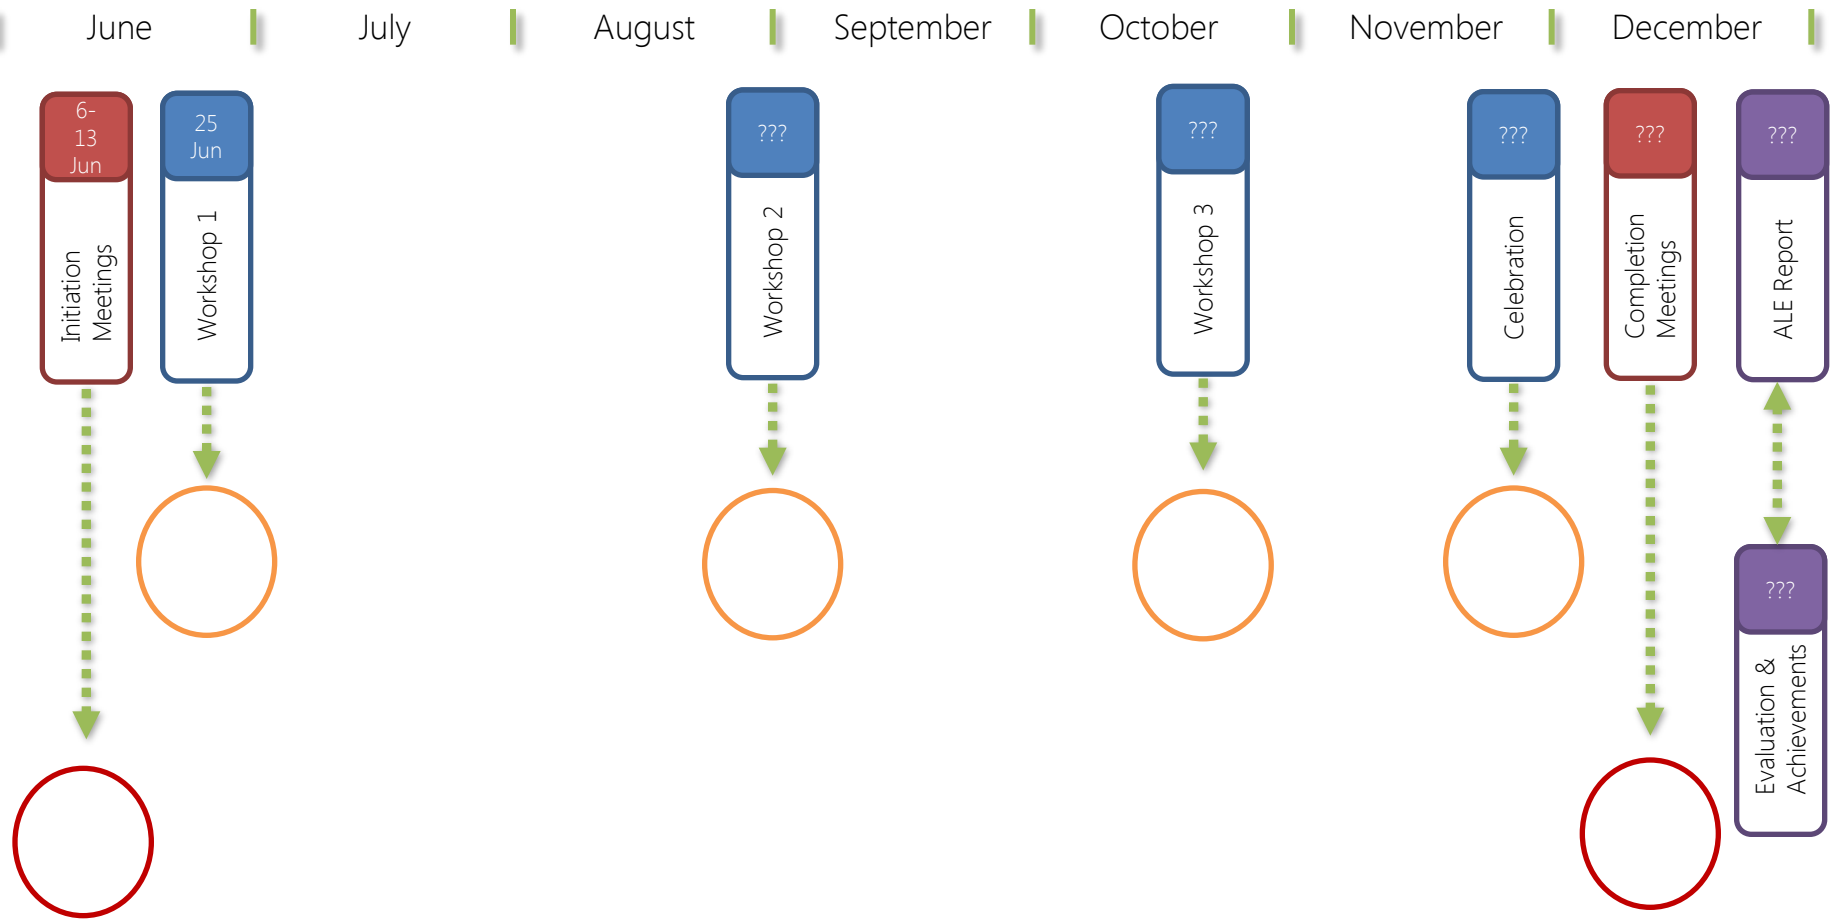 June
July
August
September
October
November
December
6-
13
Jun
Initiation
Meetings
25
Jun
Workshop 1
???
Workshop 2
???
Workshop 3
???
Celebration
???
Completion
Meetings
???
ALE Report
???
Evaluation &
Achievements